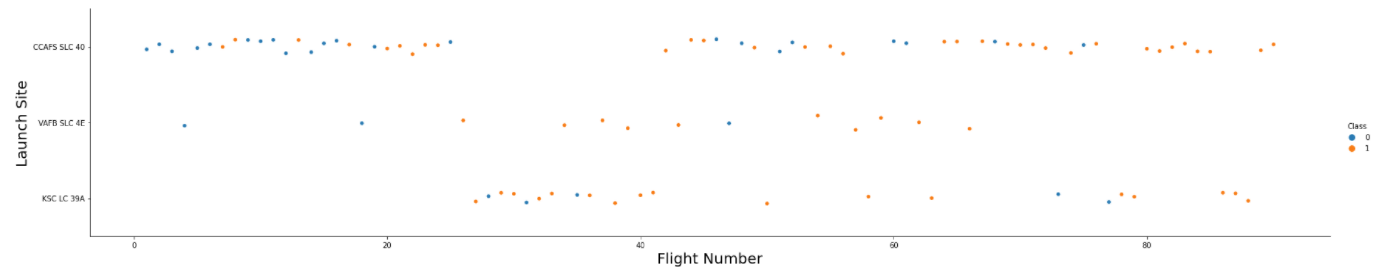 Launch Site
CCAFS SLC 40
VAFB SLC 4E
KSC LC 39A
0 20 40 60 80
Flight Number
Class
0
1